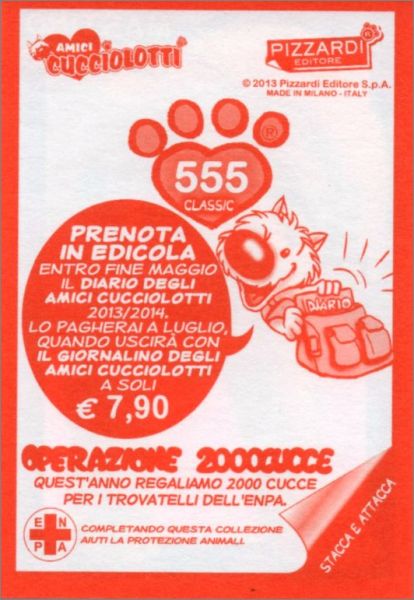 AMICI
CUCCIOLOTTI
PIZZARDI®
EDITORE
© 2013 Pizzardi Editore S.p.A.
MADE IN MILANO - ITALY
®
555
CLASSIC
PRENOTA
IN EDICOLA
ENTRO FINE MAGGIO
IL DIARIO DEGLI
AMICI CUCCIOLOTTI
2013/2014.
LO PAGHERAI A LUGLIO,
QUANDO USCIRÀ CON
IL GIORNALINO DEGLI
AMICI CUCCIOLOTTI
A SOLI
€ 7,90
DIARIO
OPERAZIONE 2000CUCCE
QUEST'ANNO REGALIAMO 2000 CUCCE
PER I TROVATELLI DELL'ENPA.
E N
P A
COMPLETANDO QUESTA COLLEZIONE
AIUTI LA PROTEZIONE ANIMALI.
STACCA E ATTACCA